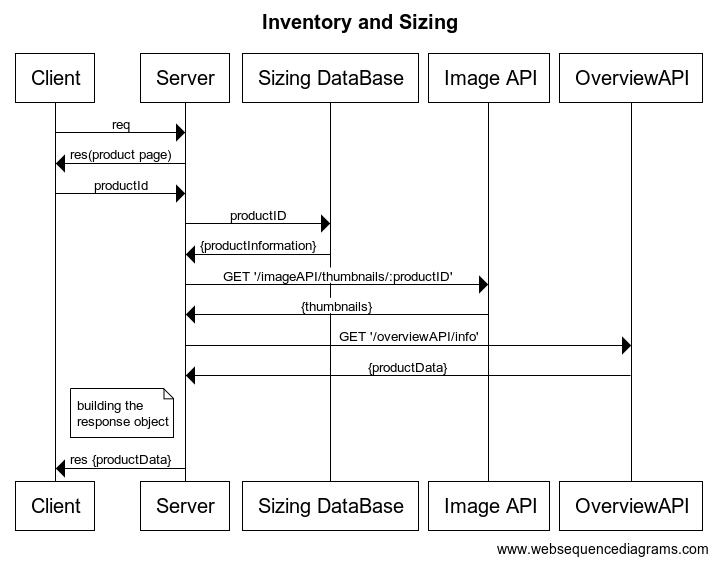 Inventory and Sizing
Client
Server
Sizing DataBase
Image API
OverviewAPI
req
res(product page)
productId
productID
{productInformation}
GET '/imageAPI/thumbnails/:productID'
{thumbnails}
GET '/overviewAPI/info'
{productData}
building the
response object
res {productData}
Client
Server
Sizing DataBase
Image API
OverviewAPI
www.websequencediagrams.com